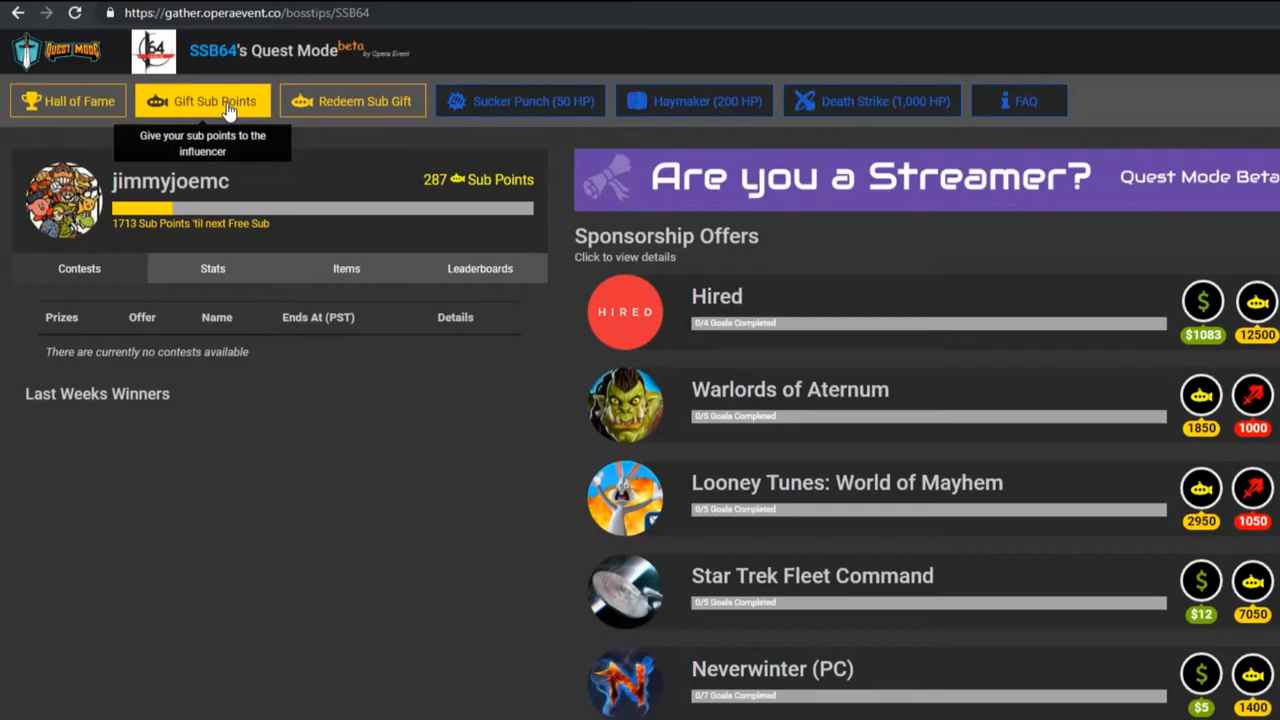 https://gather.operaevent.co/bosstips/SSB64
QUEST MODE
64
SSB64's Quest Mode beta by Opera Event
Hall of Fame
Gift Sub Points
Redeem Sub Gift
Sucker Punch (50 HP)
Haymaker (200 HP)
Death Strike (1,000 HP)
FAQ
Give your sub points to the
influencer
jimmyjoemc
287 Sub Points
1713 Sub Points 'til next Free Sub
Contests
Stats
Items
Leaderboards
Prizes
Offer
Name
Ends At (PST)
Details
There are currently no contests available
Last Weeks Winners
Are you a Streamer?
Quest Mode Beta
Sponsorship Offers
Click to view details
HIRED
Hired
0/4 Goals Completed
$
$1083
12500
Warlords of Aternum
0/5 Goals Completed
1850
1000
Looney Tunes: World of Mayhem
0/5 Goals Completed
2950
1050
Star Trek Fleet Command
0/5 Goals Completed
$
$12
7050
N
Neverwinter (PC)
0/7 Goals Completed
$
$5
1400